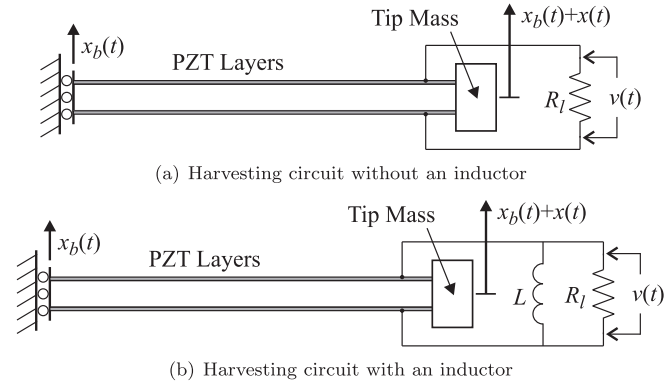 x_b(t)
PZT Layers
Tip Mass
x_b(t)+x(t)
R_l
v(t)
(a) Harvesting circuit without an inductor
x_b(t)
PZT Layers
Tip Mass
x_b(t)+x(t)
L
R_l
v(t)
(b) Harvesting circuit with an inductor